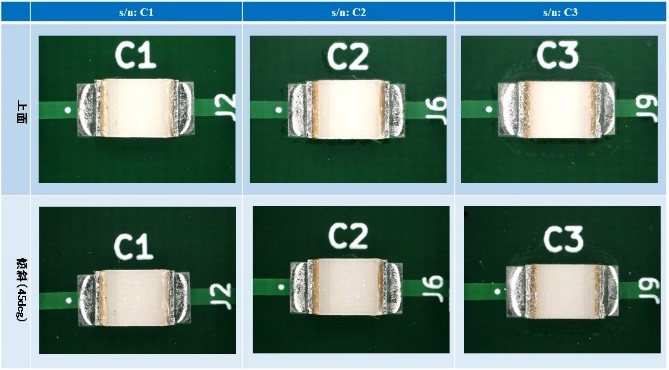 s/n: C1 s/n: C2 s/n: C3
上面
C1 J2
C2 J6
C3 J9
傾斜(45deg)
C1 J2
C2 J6
C3 J9